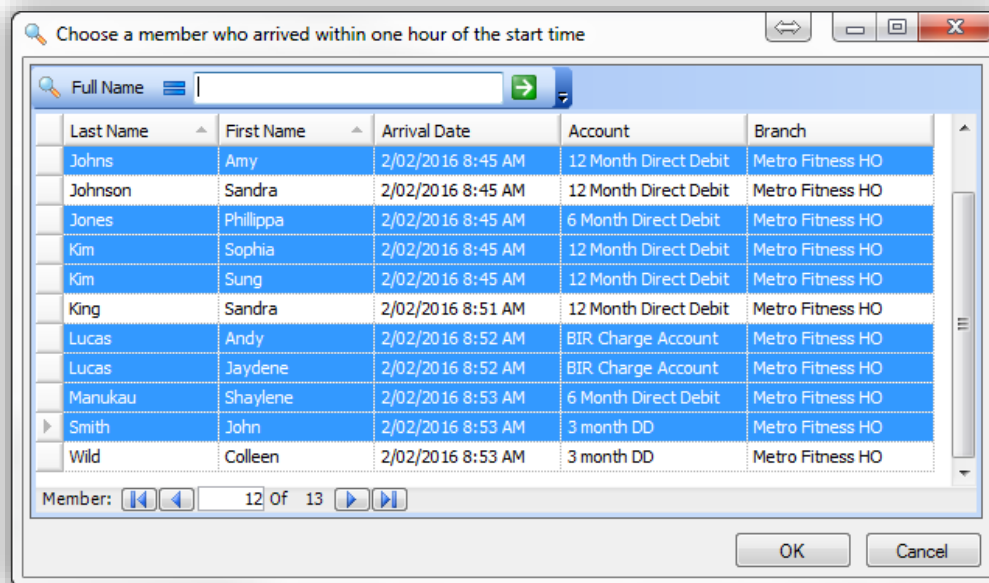 Choose a member who arrived within one hour of the start time
Full Name
Last Name First Name Arrival Date Account Branch
Johns Amy 2/02/2016 8:45 AM 12 Month Direct Debit Metro Fitness HO
Johnson Sandra 2/02/2016 8:45 AM 12 Month Direct Debit Metro Fitness HO
Jones Phillippa 2/02/2016 8:45 AM 6 Month Direct Debit Metro Fitness HO
Kim Sophia 2/02/2016 8:45 AM 12 Month Direct Debit Metro Fitness HO
Kim Sung 2/02/2016 8:45 AM 12 Month Direct Debit Metro Fitness HO
King Sandra 2/02/2016 8:51 AM 12 Month Direct Debit Metro Fitness HO
Lucas Andy 2/02/2016 8:52 AM BIR Charge Account Metro Fitness HO
Lucas Jaydene 2/02/2016 8:52 AM BIR Charge Account Metro Fitness HO
Manukau Shaylene 2/02/2016 8:53 AM 6 Month Direct Debit Metro Fitness HO
Smith John 2/02/2016 8:53 AM 3 month DD Metro Fitness HO
Wild Colleen 2/02/2016 8:53 AM 3 month DD Metro Fitness HO
Member: 12 Of 13
OK Cancel